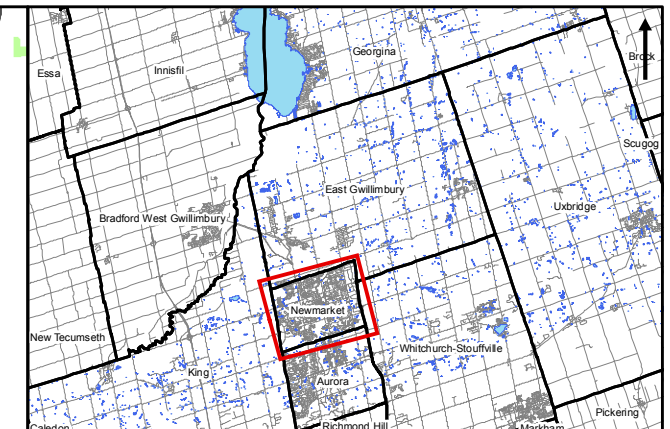 Georgina
Brock
Innisfil
Essa
Scugog
East Gwillimbury
Uxbridge
Bradford West Gwillimbury
Newmarket
New Tecumseth
Whitchurch-Stouffville
King
Aurora
Pickering
Caledon
Richmond Hill
Markham